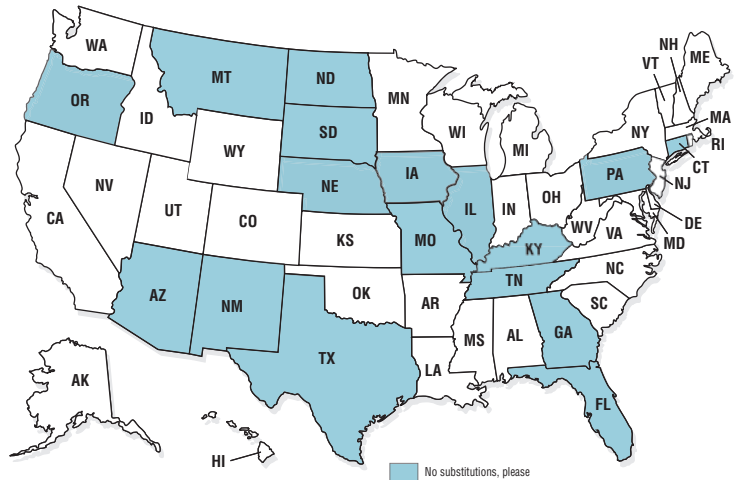 WA
OR
ID
MT
ND
SD
WY
NE
MN
WI
MI
IA
IL
IN
OH
PA
NY
VT
NH
ME
MA
RI
CT
NJ
DE
MD
WV
VA
KY
TN
NC
SC
GA
FL
AL
MS
LA
AR
MO
KS
OK
TX
NM
AZ
CO
UT
NV
CA
AK
HI
No substitutions, please